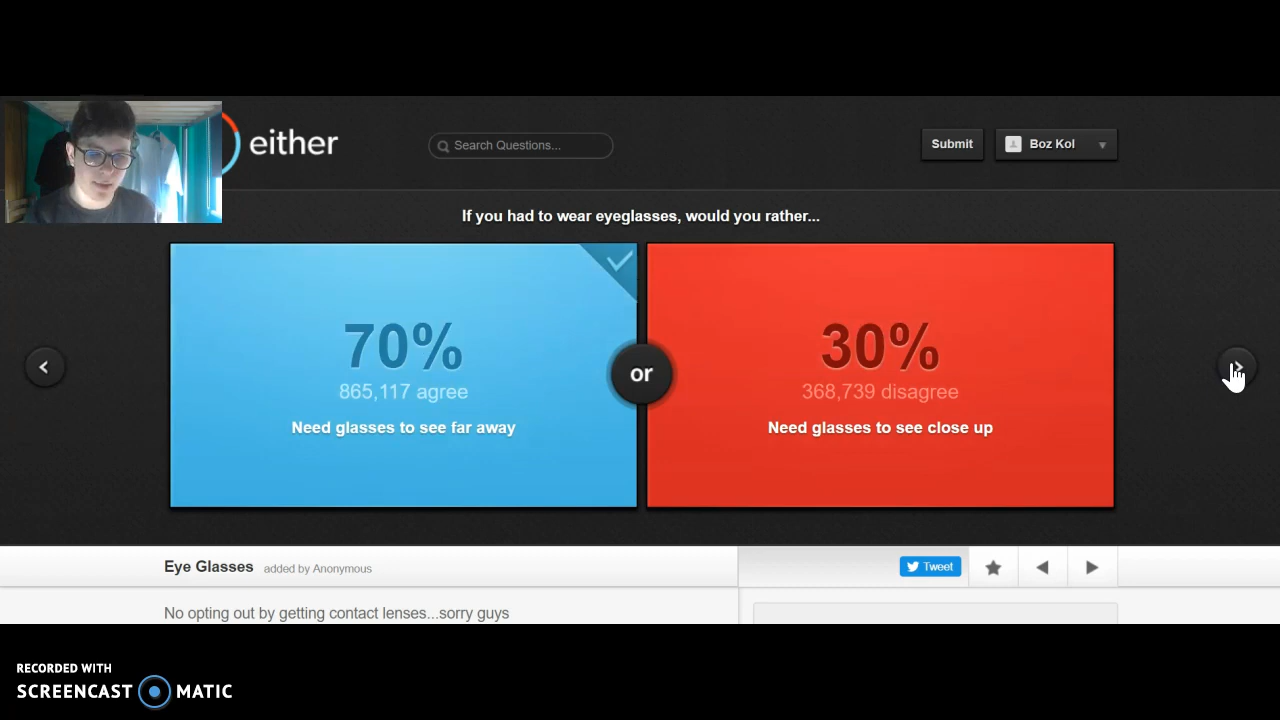 either
Search Questions...
Submit
Boz Kol
If you had to wear eyeglasses, would you rather...
70%
865,117 agree
Need glasses to see far away
or
30%
368,739 disagree
Need glasses to see close up
Eye Glasses added by Anonymous
Tweet
No opting out by getting contact lenses...sorry guys
RECORDED WITH
SCREENCAST MATIC